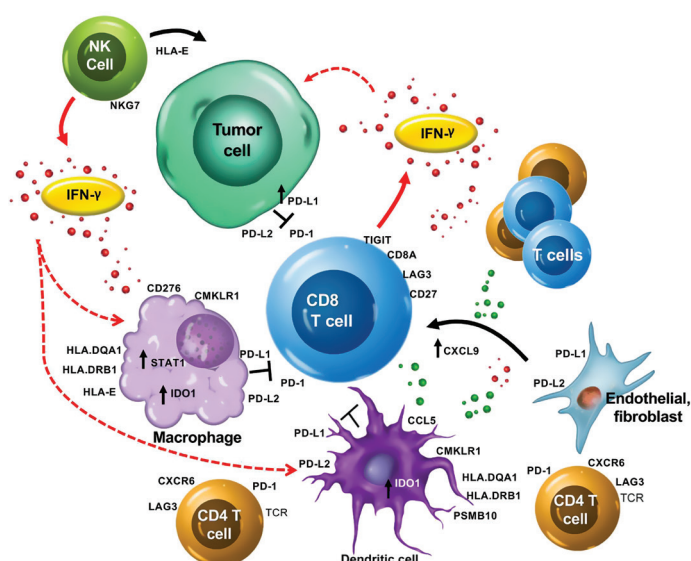 NK
Cell
HLA-E
NKG7
IFN-γ
Tumor
cell
PD-L1
PD-L2
PD-1
IFN-γ
T cells
TIGIT
CD8A
LAG3
CD27
CD8
T cell
CD276
CMKLR1
HLA.DQA1
STAT1
HLA.DRB1
IDO1
HLA-E
PD-L1
PD-1
PD-L2
Macrophage
CXCL9
PD-L1
PD-L2
Endothelial,
fibroblast
CCL5
PD-L1
PD-L2
CMKLR1
IDO1
HLA.DQA1
HLA.DRB1
PSMB10
Dendritic cell
CXCR6
PD-1
LAG3
TCR
CD4 T
cell
CXCR6
PD-1
LAG3
TCR
CD4 T
cell